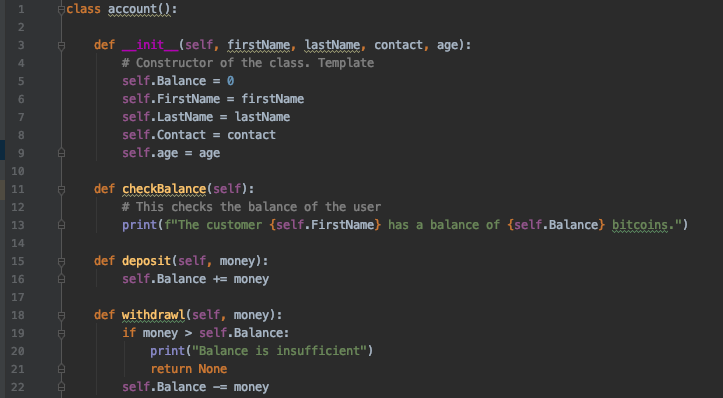 1 class account():
2
3     def __init__(self, firstName, lastName, contact, age):
4         # Constructor of the class. Template
5         self.Balance = 0
6         self.FirstName = firstName
7         self.LastName = lastName
8         self.Contact = contact
9         self.age = age
10
11     def checkBalance(self):
12         # This checks the balance of the user
13         print(f"The customer {self.FirstName} has a balance of {self.Balance} bitcoins.")
14
15     def deposit(self, money):
16         self.Balance += money
17
18     def withdrawl(self, money):
19         if money > self.Balance:
20             print("Balance is insufficient")
21             return None
22         self.Balance -= money